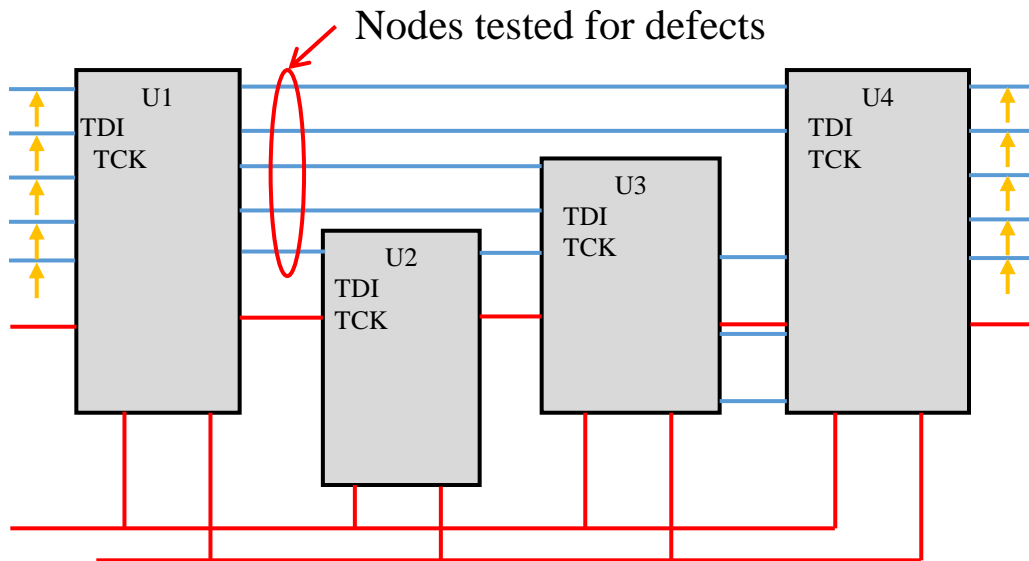 Nodes tested for defects
U1
TDI
TCK
U2
TDI
TCK
U3
TDI
TCK
U4
TDI
TCK